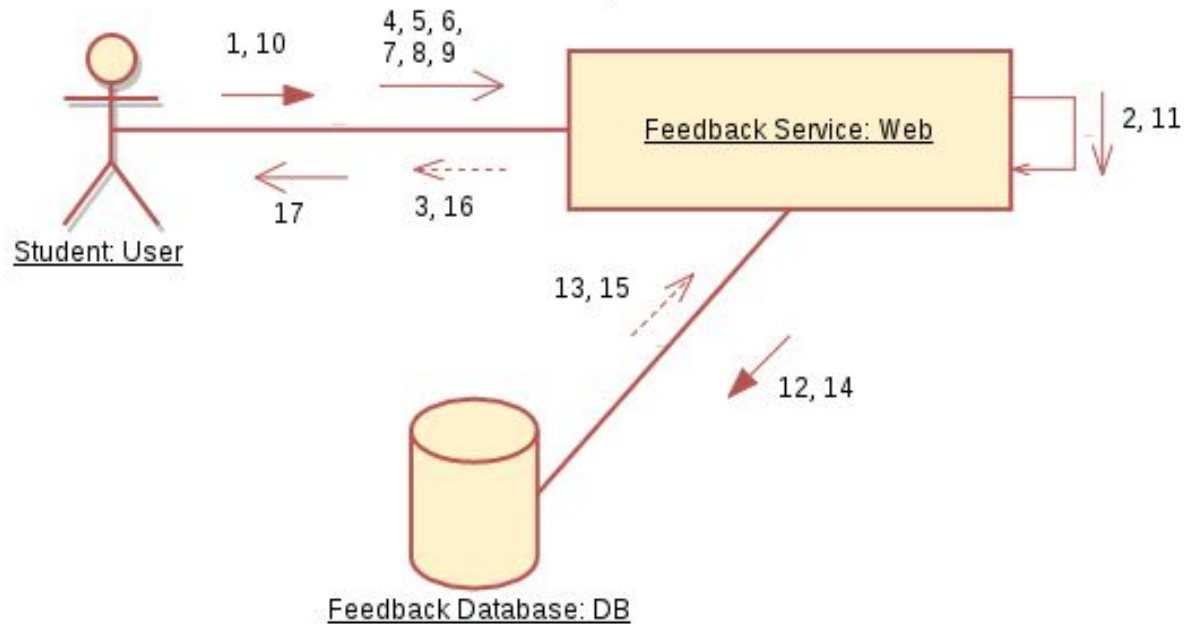 1, 10
4, 5, 6,
7, 8, 9
Feedback Service: Web
2, 11
17
3, 16
Student: User
13, 15
12, 14
Feedback Database: DB